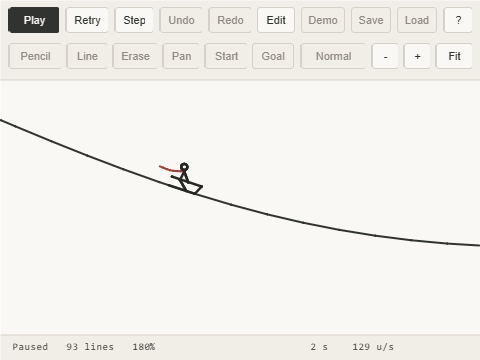 Play Retry Step Undo Redo Edit Demo Save Load ?
Pencil Line Erase Pan Start Goal Normal - + Fit
Paused 93 lines 180% 2 s 129 u/s